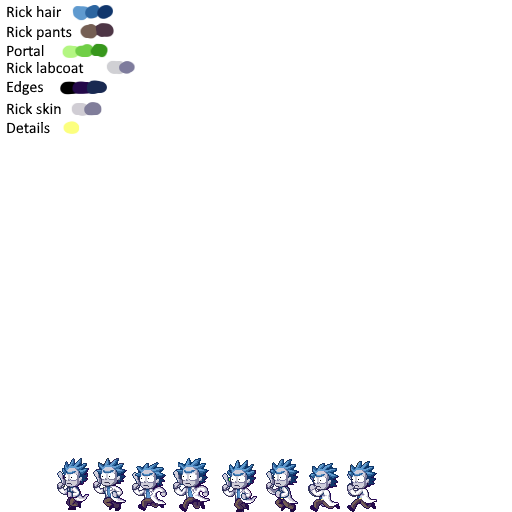 Rick hair
Rick pants
Portal
Rick labcoat
Edges
Rick skin
Details